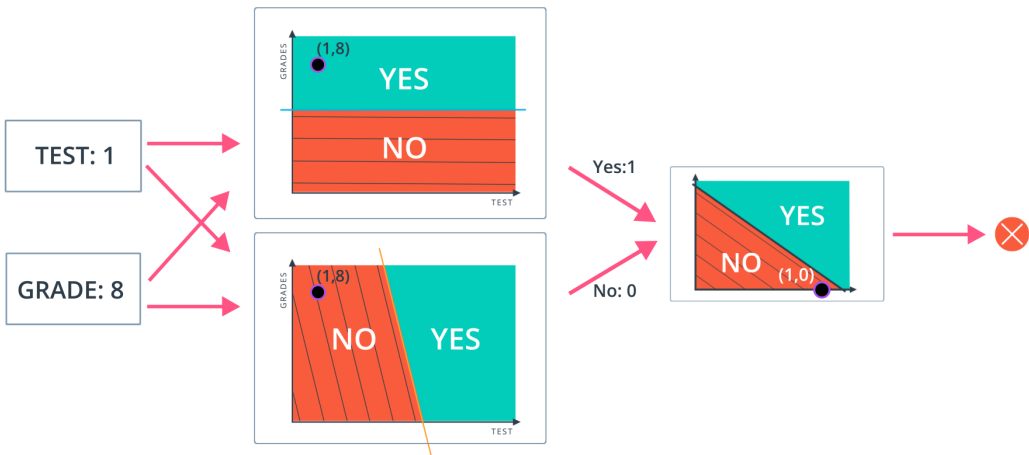 TEST: 1
GRADE: 8
GRADES
(1,8)
YES
NO
TEST
GRADES
(1,8)
NO
YES
TEST
Yes:1
No: 0
YES
NO
(1,0)